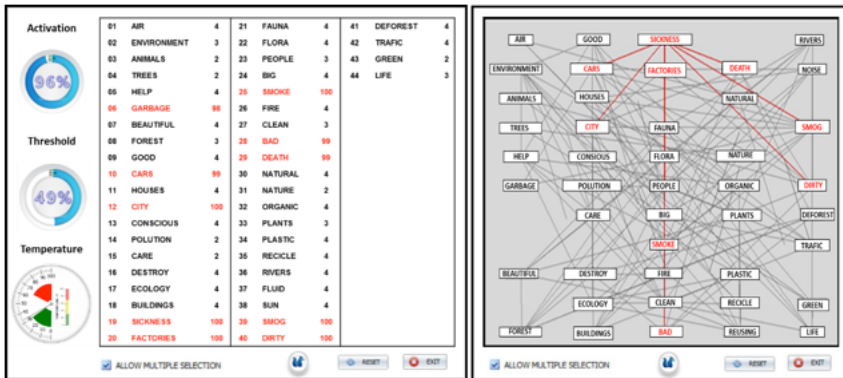 Activation
96%
Threshold
49%
Temperature
01 AIR 4
02 ENVIRONMENT 3
03 ANIMALS 2
04 TREES 2
05 HELP 4
06 GARBAGE 98
07 BEAUTIFUL 4
08 FOREST 3
09 GOOD 4
10 CARS 99
11 HOUSES 4
12 CITY 100
13 CONSCIOUS 4
14 POLUTION 2
15 CARE 2
16 DESTROY 4
17 ECOLOGY 4
18 BUILDINGS 4
19 SICKNESS 100
20 FACTORIES 100
21 FAUNA 4
22 FLORA 4
23 PEOPLE 3
24 BIG 4
25 SMOKE 100
26 FIRE 4
27 CLEAN 3
28 BAD 99
29 DEATH 99
30 NATURAL 4
31 NATURE 2
32 ORGANIC 4
33 PLANTS 3
34 PLASTIC 4
35 RECICLE 4
36 RIVERS 4
37 FLUID 4
38 SUN 4
39 SMOG 100
40 DIRTY 100
41 DEFOREST 4
42 TRAFIC 4
43 GREEN 2
44 LIFE 3
ALLOW MULTIPLE SELECTION
RESET
EXIT
AIR GOOD SICKNESS RIVERS
ENVIRONMENT CARS FACTORIES DEATH NOISE
ANIMALS HOUSES NATURAL
TREES CITY FAUNA SMOG
HELP CONSIOUS FLORA NATURE
GARBAGE POLUTION PEOPLE ORGANIC DIRTY
CARE BIG PLANTS DEFOREST
SMOKE TRAFIC
BEAUTIFUL DESTROY FIRE PLASTIC
ECOLOGY CLEAN RECICLE GREEN
FOREST BUILDINGS BAD REUSING LIFE
ALLOW MULTIPLE SELECTION
RESET
EXIT